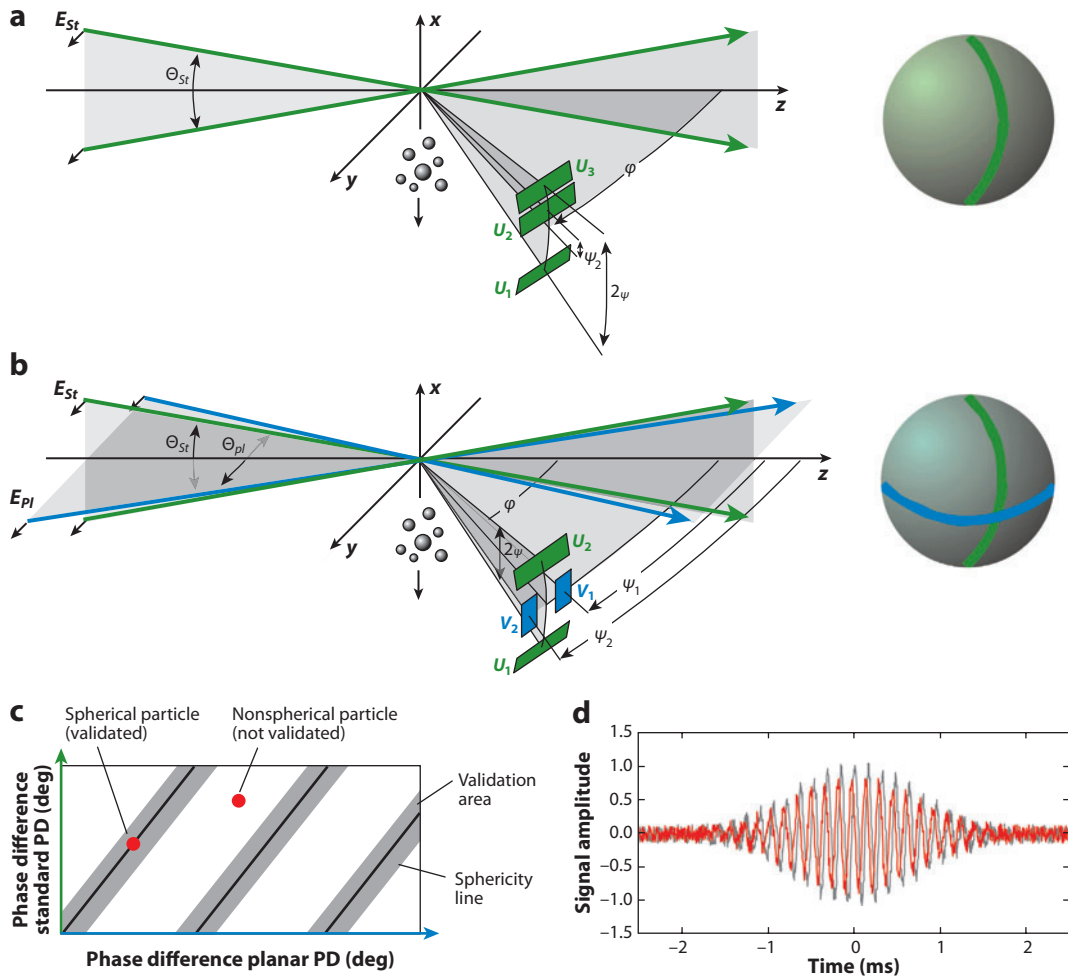 a
E_St
x
Θ_St
z
y
φ
U_3
U_2
ψ_2
U_1
2ψ
b
E_St
x
Θ_St
Θ_pl
z
E_Pl
φ
y
2ψ
U_2
V_1
ψ_1
V_2
ψ_2
U_1
c
Spherical particle
(validated)
Nonspherical particle
(not validated)
Validation
area
Sphericity
line
Phase difference
standard PD (deg)
Phase difference planar PD (deg)
d
1.5
1.0
0.5
0.0
−0.5
−1.0
−1.5
Signal amplitude
−2 −1 0 1 2
Time (ms)